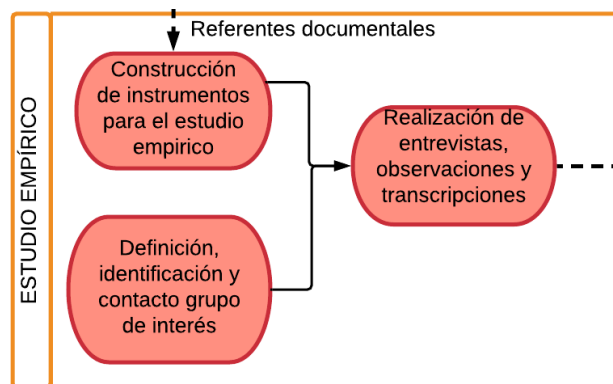 Referentes documentales
Construcción
de instrumentos
para el estudio
empirico
Realización de
entrevistas,
observaciones y
transcripciones
Definición,
identificación y
contacto grupo
de interés
ESTUDIO EMPÍRICO